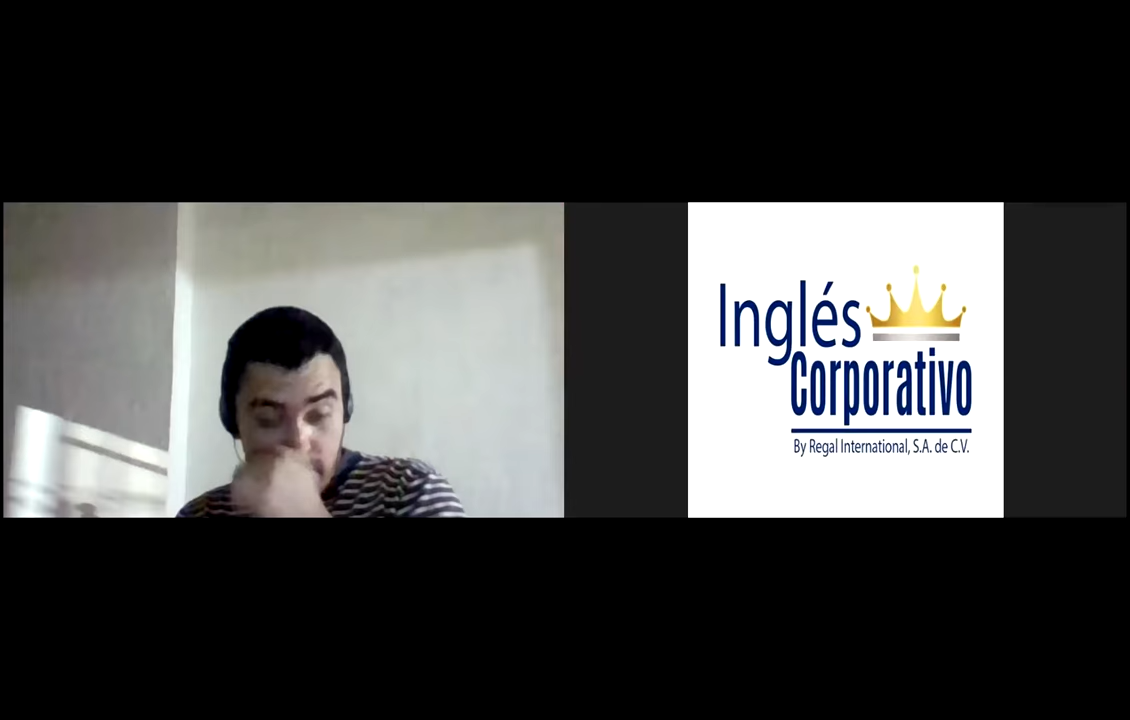 Inglés
Corporativo
By Regal International, S.A. de C.V.